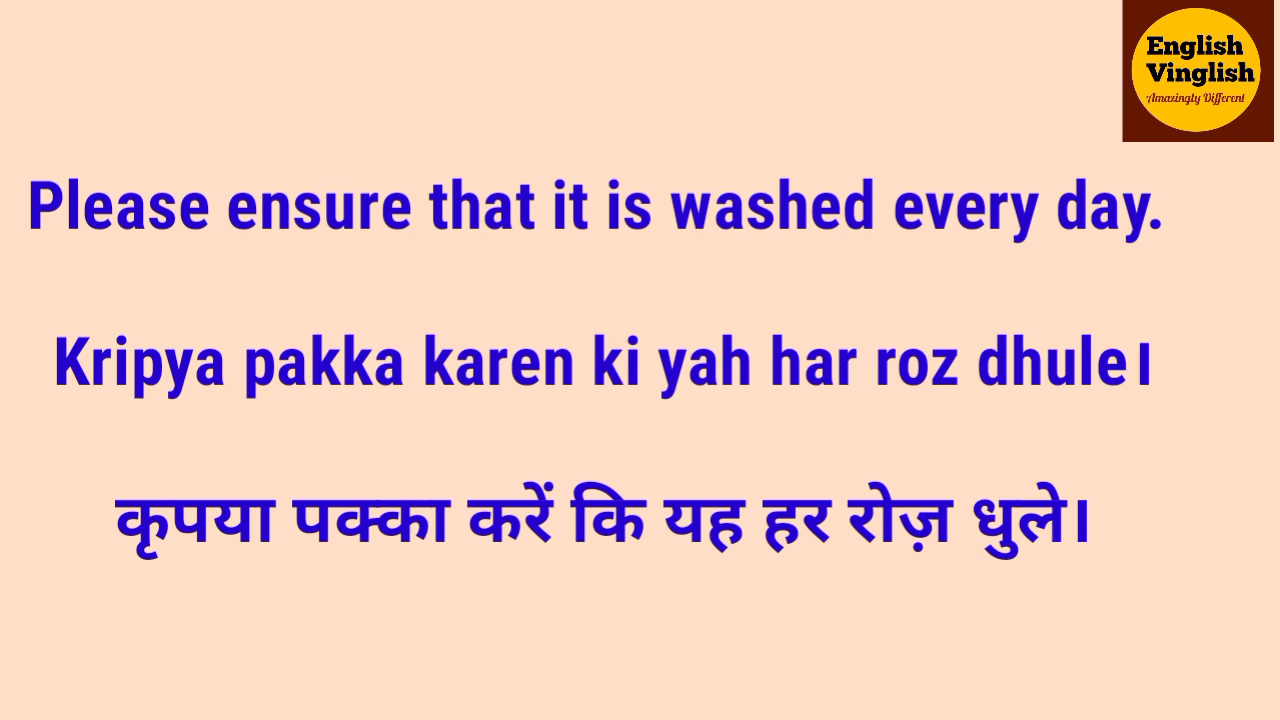 English
Vinglish
Amazingly Different
Please ensure that it is washed every day.
Kripya pakka karen ki yah har roz dhule।
कृपया पक्का करें कि यह हर रोज़ धुले।